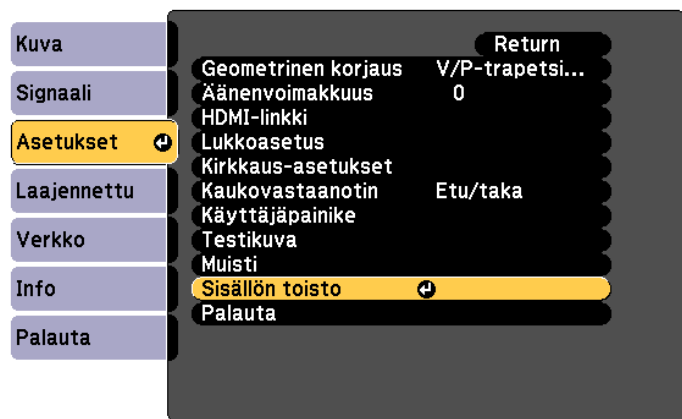 Kuva
Signaali
Asetukset
Laajennettu
Verkko
Info
Palauta
Return
Geometrinen korjaus V/P-trapetsi...
Äänenvoimakkuus 0
HDMI-linkki
Lukkoasetus
Kirkkaus-asetukset
Kaukovastaanotin Etu/taka
Käyttäjäpainike
Testikuva
Muisti
Sisällön toisto
Palauta